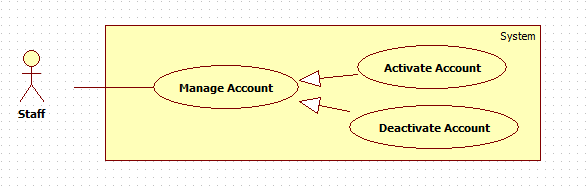 System
Activate Account
Manage Account
Staff
Deactivate Account